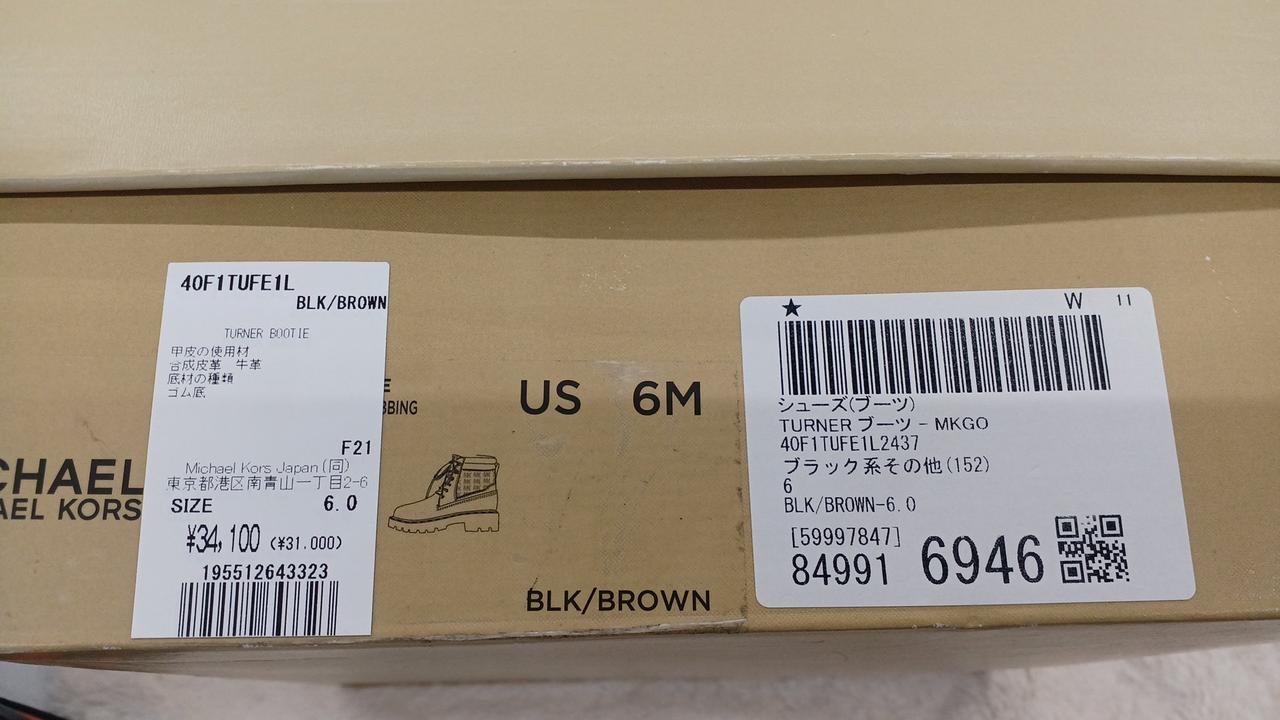 40F1TUFE1L
BLK/BROWN
TURNER BOOTIE
甲皮の使用材
合成皮革 牛革
底材の種類
ゴム底
F21
Michael Kors Japan(同)
東京都港区南青山一丁目2-6
SIZE 6.0
¥34,100 (¥31.000)
195512643323
CHAEL
AEL KORS
BBING
US 6M
BLK/BROWN
★ W 11
シューズ(ブーツ)
TURNER ブーツ - MKGO
40F1TUFE1L2437
ブラック系その他(152)
6
BLK/BROWN-6.0
[59997847]
84991 6946